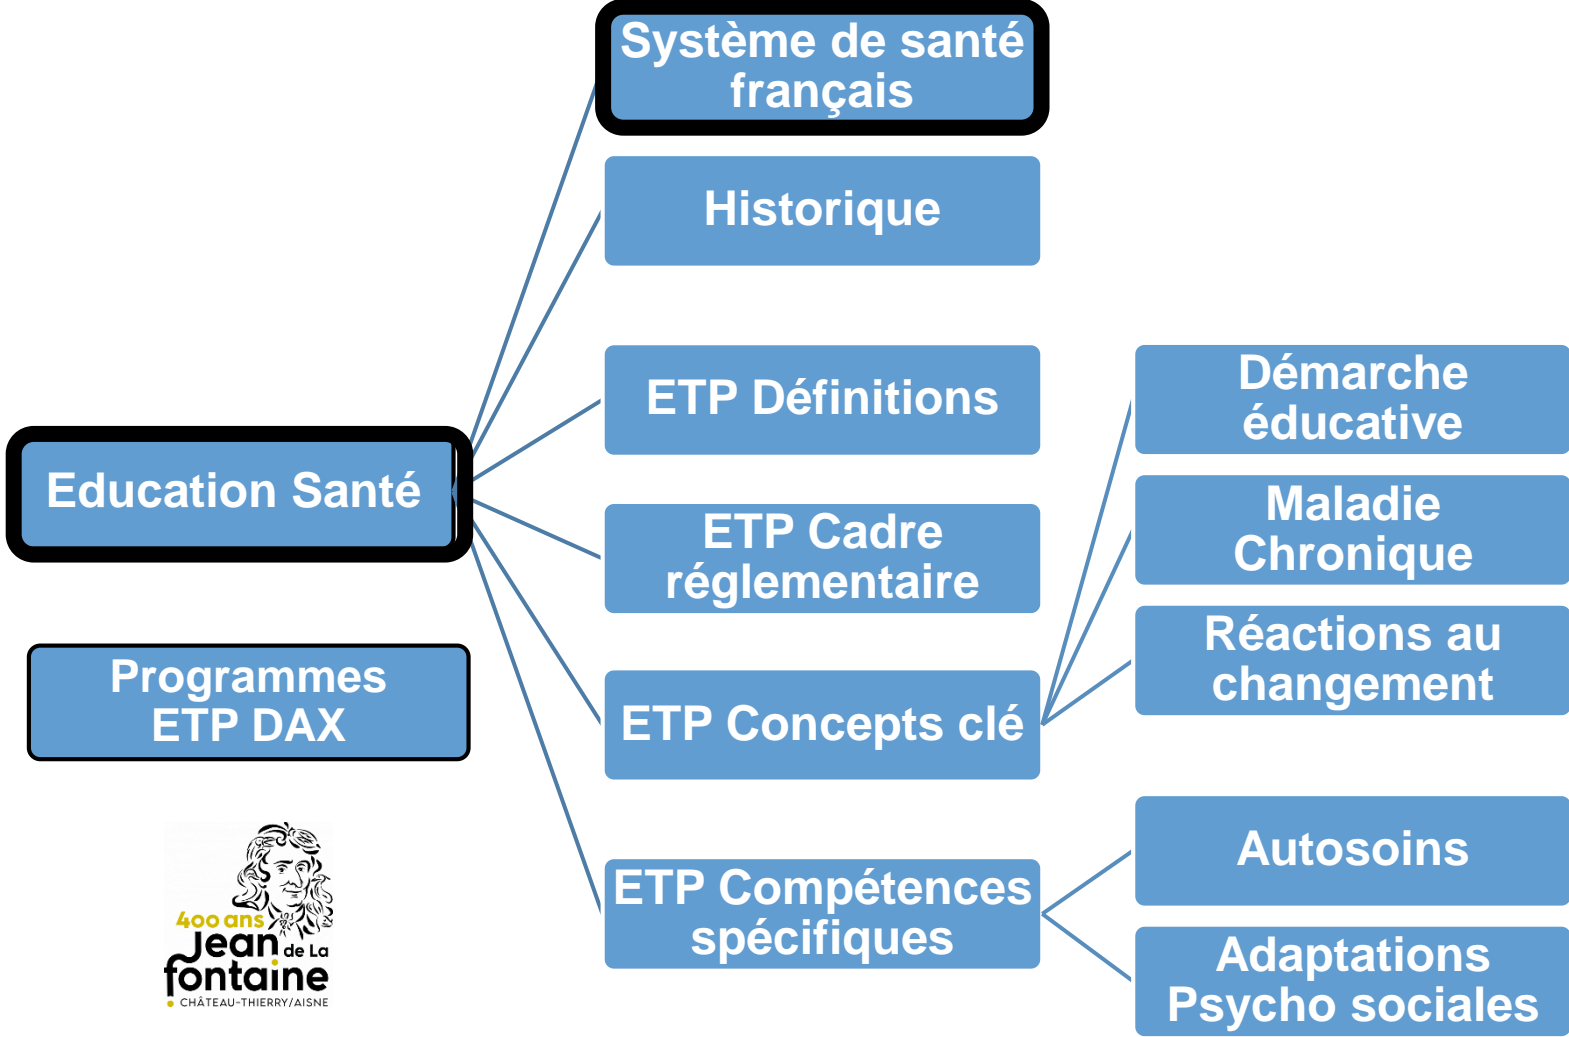 Système de santé
français
Historique
ETP Définitions
Education Santé
ETP Cadre
réglementaire
ETP Concepts clé
ETP Compétences
spécifiques
Démarche
éducative
Maladie
Chronique
Réactions au
changement
Autosoins
Adaptations
Psycho sociales
Programmes
ETP DAX
400 ans
Jean de La
fontaine
CHÂTEAU-THIERRY/AISNE